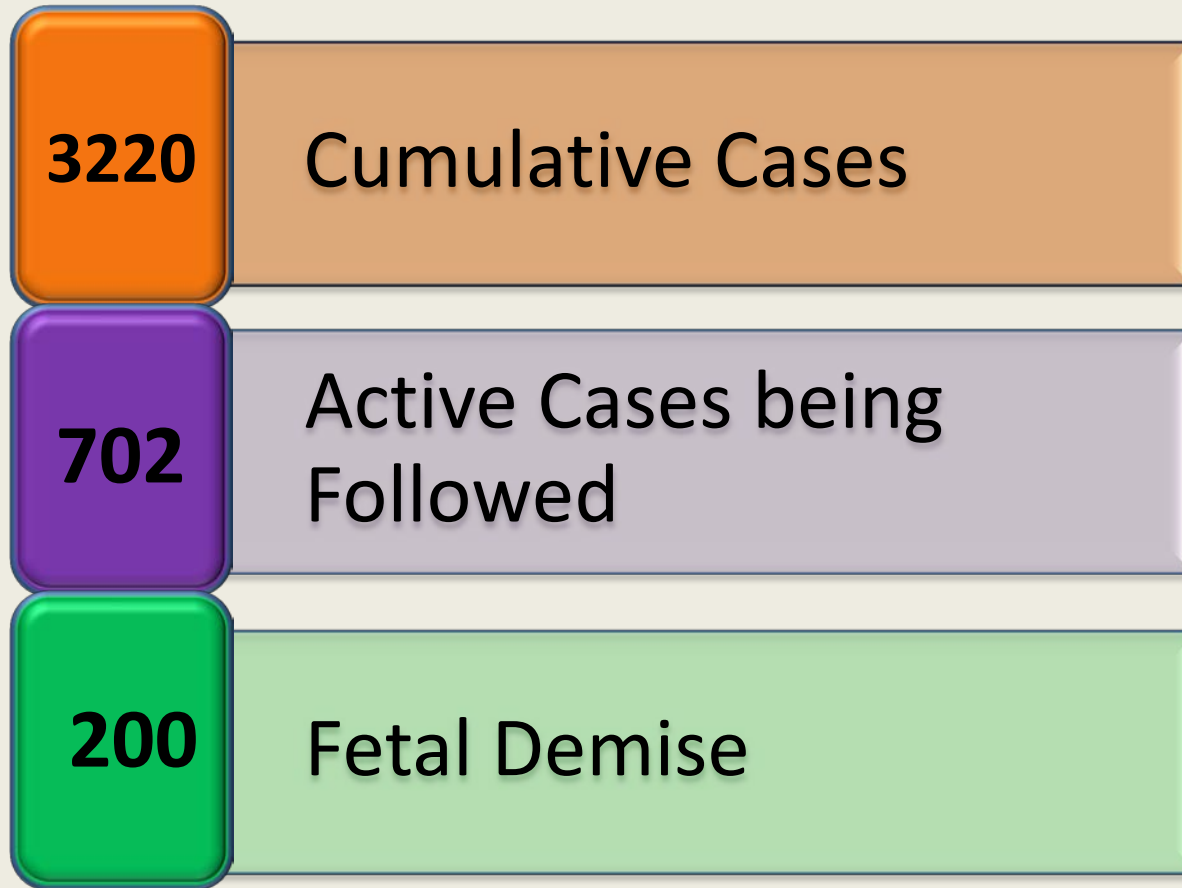 3220
Cumulative Cases
702
Active Cases being
Followed
200
Fetal Demise